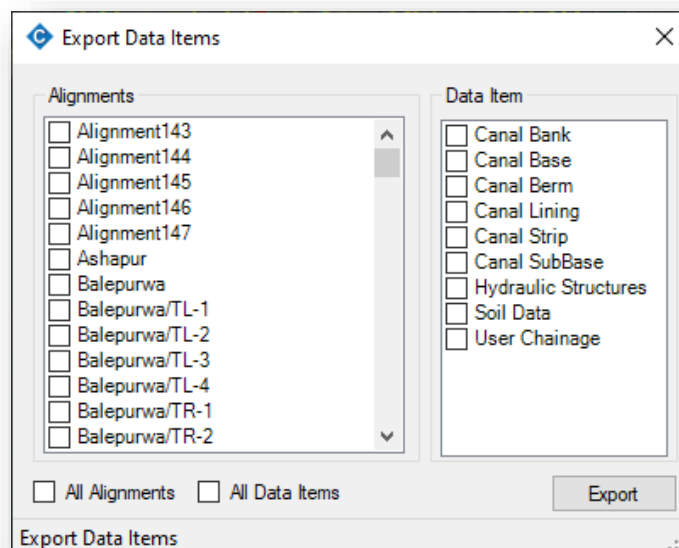 Export Data Items
Alignments
Alignment143
Alignment144
Alignment145
Alignment146
Alignment147
Ashapur
Balepurwa
Balepurwa/TL-1
Balepurwa/TL-2
Balepurwa/TL-3
Balepurwa/TL-4
Balepurwa/TR-1
Balepurwa/TR-2
Data Item
Canal Bank
Canal Base
Canal Berm
Canal Lining
Canal Strip
Canal SubBase
Hydraulic Structures
Soil Data
User Chainage
All Alignments All Data Items Export
Export Data Items